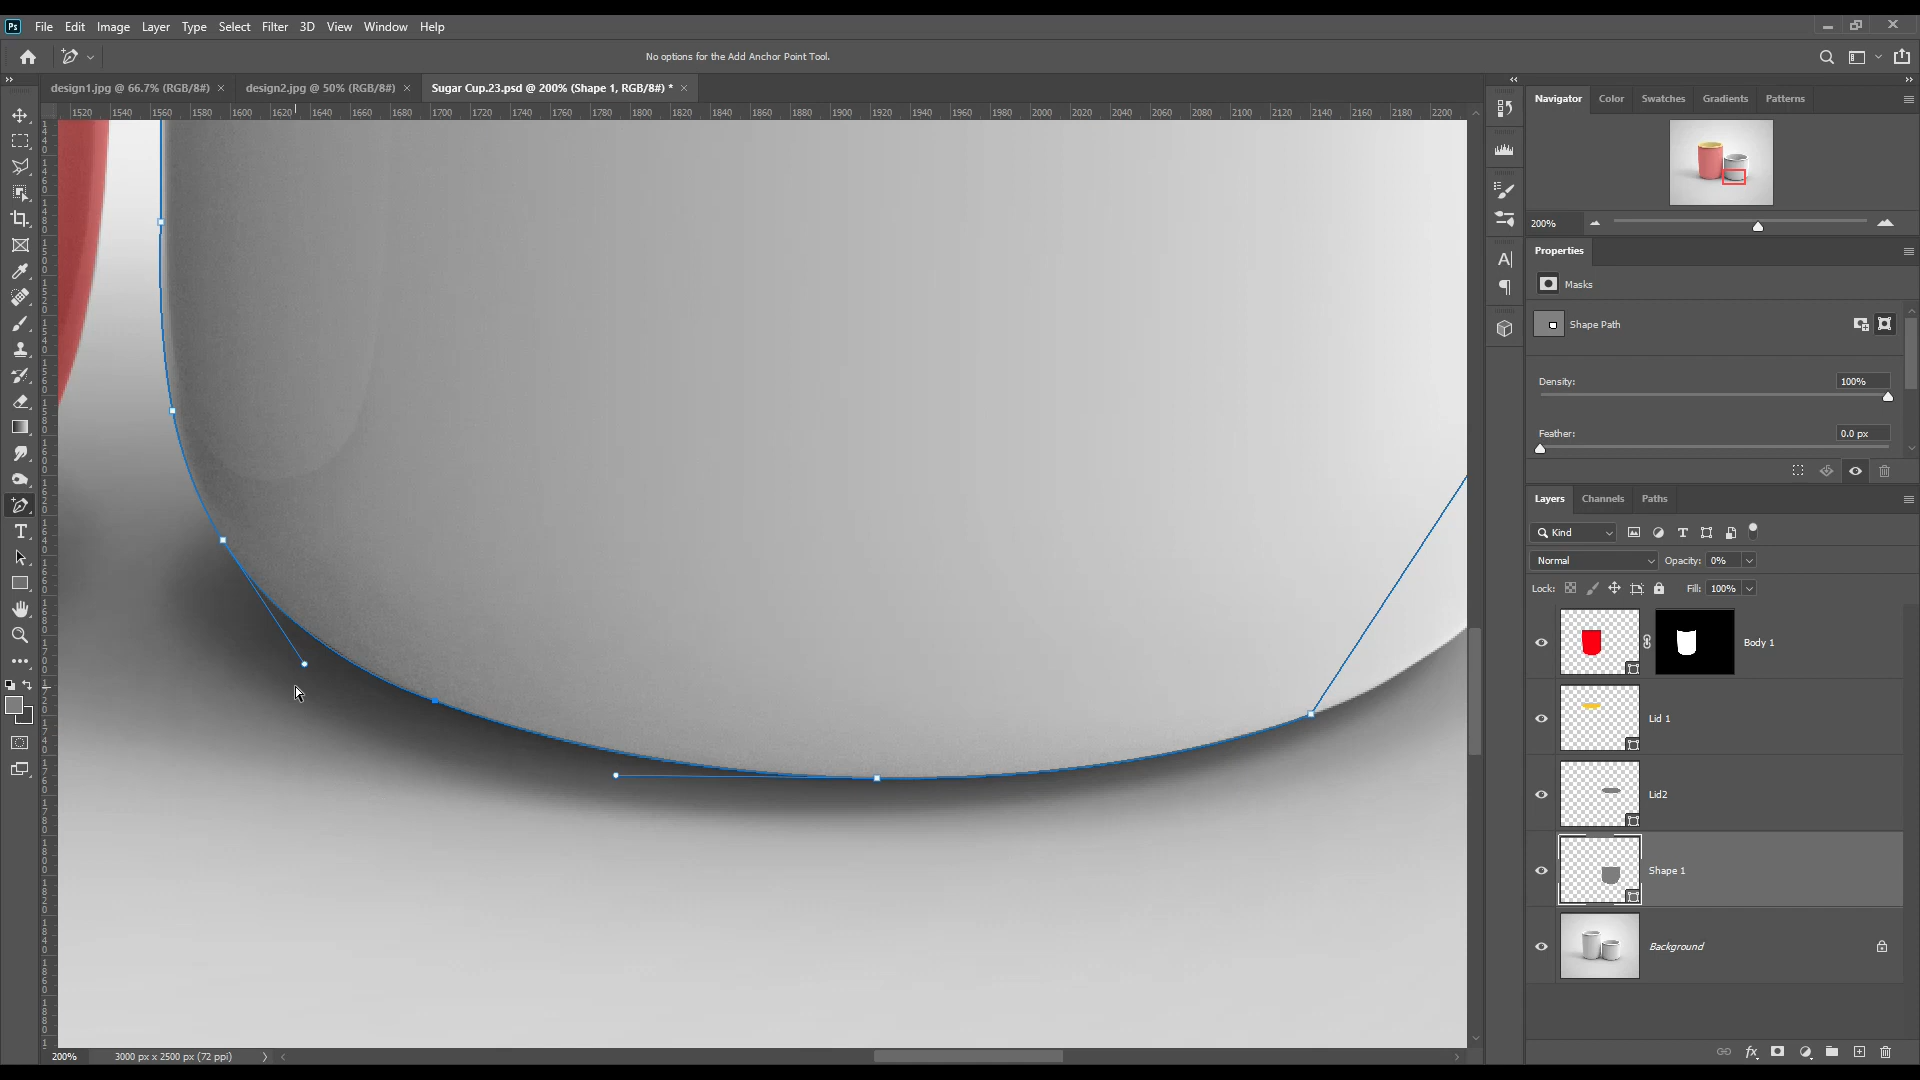 Ps File Edit Image Layer Type Select Filter 3D View Window Help
No options for the Add Anchor Point Tool.
design1.jpg @ 66.7% (RGB/8#) × design2.jpg @ 50% (RGB/8#) × Sugar Cup.23.psd @ 200% (Shape 1, RGB/8#) * ×
1520 1540 1560 1580 1600 1620 1640 1660 1680 1700 1720 1740 1760 1780 1800 1820 1840 1860 1880 1900 1920 1940 1960 1980 2000 2020 2040 2060 2080 2100 2120 2140 2160 2180 2200
Navigator Color Swatches Gradients Patterns
200%
Properties
Masks
Shape Path
Density: 100%
Feather: 0.0 px
Layers Channels Paths
Kind
Normal Opacity: 0%
Lock: Fill: 100%
Body 1
Lid 1
Lid2
Shape 1
Background
fx
200% 3000 px x 2500 px (72 ppi)